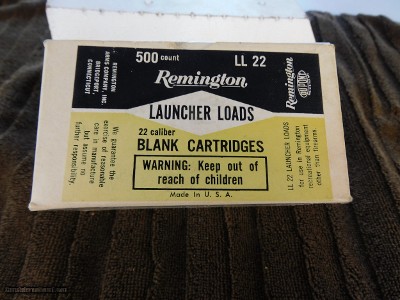 500 count LL 22
Remington
LAUNCHER LOADS
22 caliber
BLANK CARTRIDGES
WARNING: Keep out of
reach of children
Made in U. S. A.
REMINGTON
ARMS COMPANY, INC.
BRIDGEPORT
CONNECTICUT
We guarantee the
exercise of reasonable
care in manufacture
but assume no
further responsibility.
Remington
DU PONT
LL 22 LAUNCHER LOADS
for use in Remington
recreational equipment
other than firearms.